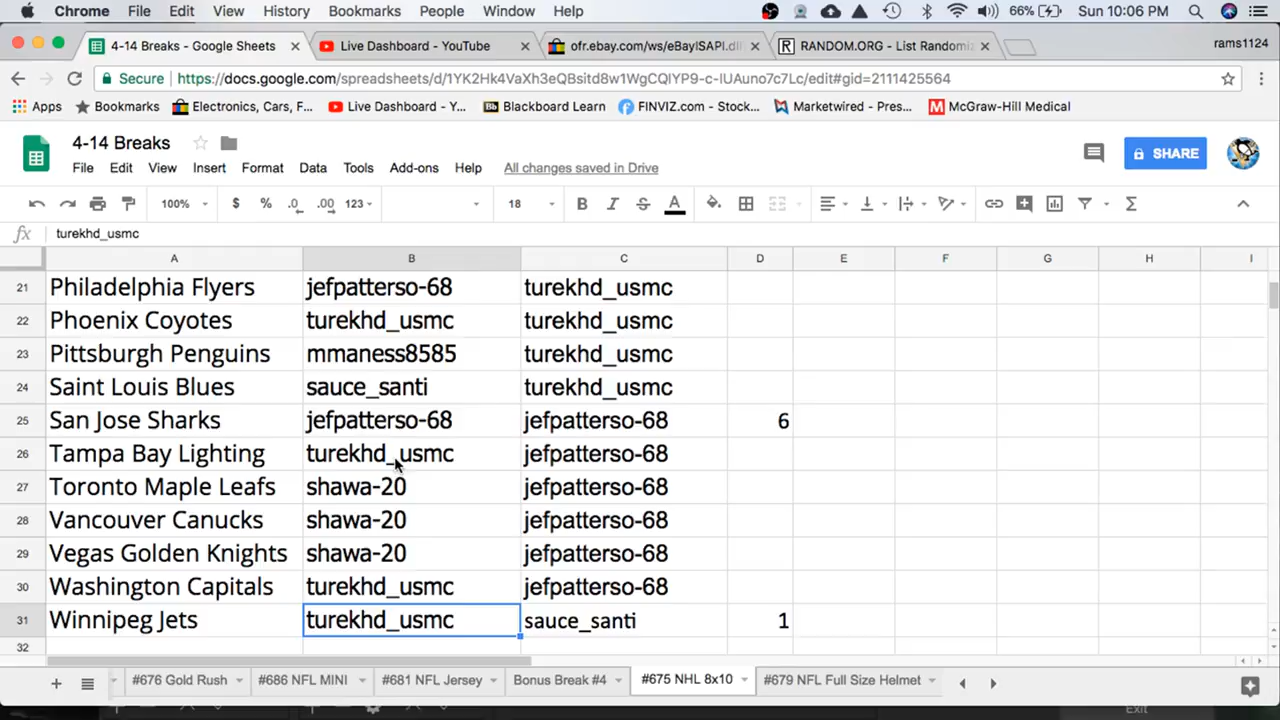 Chrome File Edit View History Bookmarks People Window Help 66% Sun 10:06 PM
4-14 Breaks - Google Sheets × Live Dashboard - YouTube × ofr.ebay.com/ws/eBayISAPI.dll × RANDOM.ORG - List Randomiz × rams1124
Secure https://docs.google.com/spreadsheets/d/1YK2Hk4VaXh3eQBsitd8w1WgCQIYP9-c-IUAuno7c7Lc/edit#gid=2111425564
Apps Bookmarks Electronics, Cars, F... Live Dashboard - Y... Bb Blackboard Learn FINVIZ.com - Stock... Marketwired - Pres... M McGraw-Hill Medical
4-14 Breaks SHARE
File Edit View Insert Format Data Tools Add-ons Help All changes saved in Drive
100% $ % .0 .00 123 18 B I S A Σ
fx turekhd_usmc
A B C D E F G H I
21 Philadelphia Flyers jefpatterso-68 turekhd_usmc
22 Phoenix Coyotes turekhd_usmc turekhd_usmc
23 Pittsburgh Penguins mmaness8585 turekhd_usmc
24 Saint Louis Blues sauce_santi turekhd_usmc
25 San Jose Sharks jefpatterso-68 jefpatterso-68 6
26 Tampa Bay Lighting turekhd_usmc jefpatterso-68
27 Toronto Maple Leafs shawa-20 jefpatterso-68
28 Vancouver Canucks shawa-20 jefpatterso-68
29 Vegas Golden Knights shawa-20 jefpatterso-68
30 Washington Capitals turekhd_usmc jefpatterso-68
31 Winnipeg Jets turekhd_usmc sauce_santi 1
32
#676 Gold Rush #686 NFL MINI #681 NFL Jersey Bonus Break #4 #675 NHL 8x10 #679 NFL Full Size Helmet
Exit